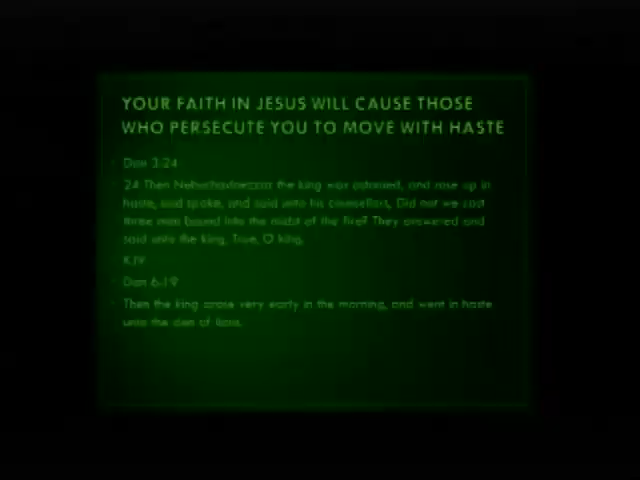 YOUR FAITH IN JESUS WILL CAUSE THOSE
WHO PERSECUTE YOU TO MOVE WITH HASTE
Dan 3:24
24 Then Nebuchadnezzar the king was astonied, and rose up in
haste, and spake, and said unto his counsellors, Did not we cast
three men bound into the midst of the fire? They answered and
said unto the king, True, O king.
KJV
Dan 6:19
Then the king arose very early in the morning, and went in haste
unto the den of lions.